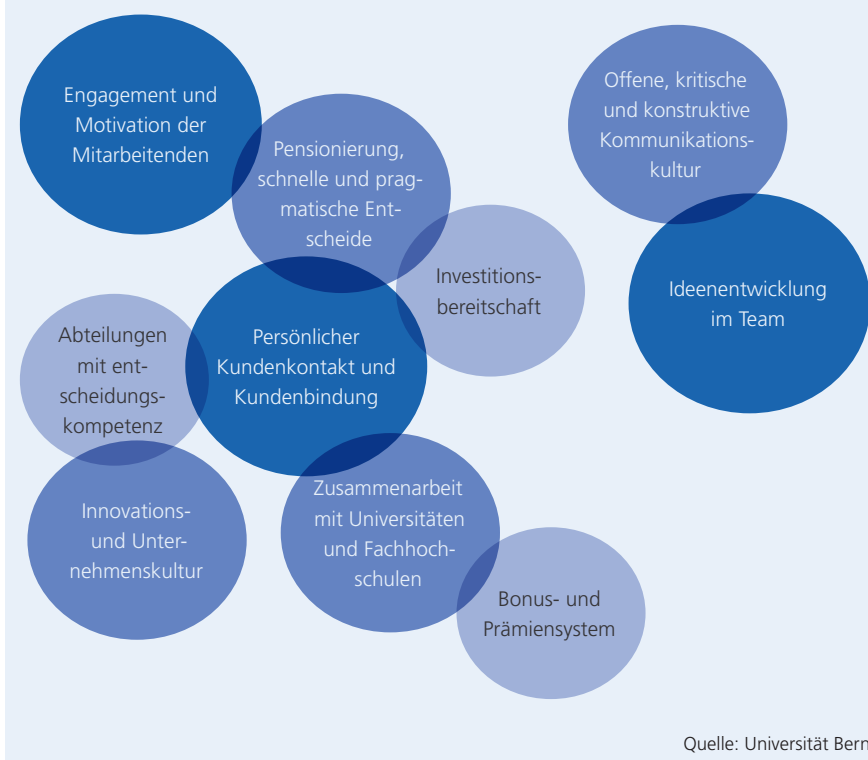 Engagement und
Motivation der
Mitarbeitenden
Pensionierung,
schnelle und prag-
matische Ent-
scheide
Offene, kritische
und konstruktive
Kommunikations-
kultur
Investitions-
bereitschaft
Ideenentwicklung
im Team
Abteilungen
mit ent-
scheidungs-
kompetenz
Persönlicher
Kundenkontakt und
Kundenbindung
Innovations-
und Unter-
nehmenskultur
Zusammenarbeit
mit Universitäten
und Fachhoch-
schulen
Bonus- und
Prämiensystem
Quelle: Universität Bern